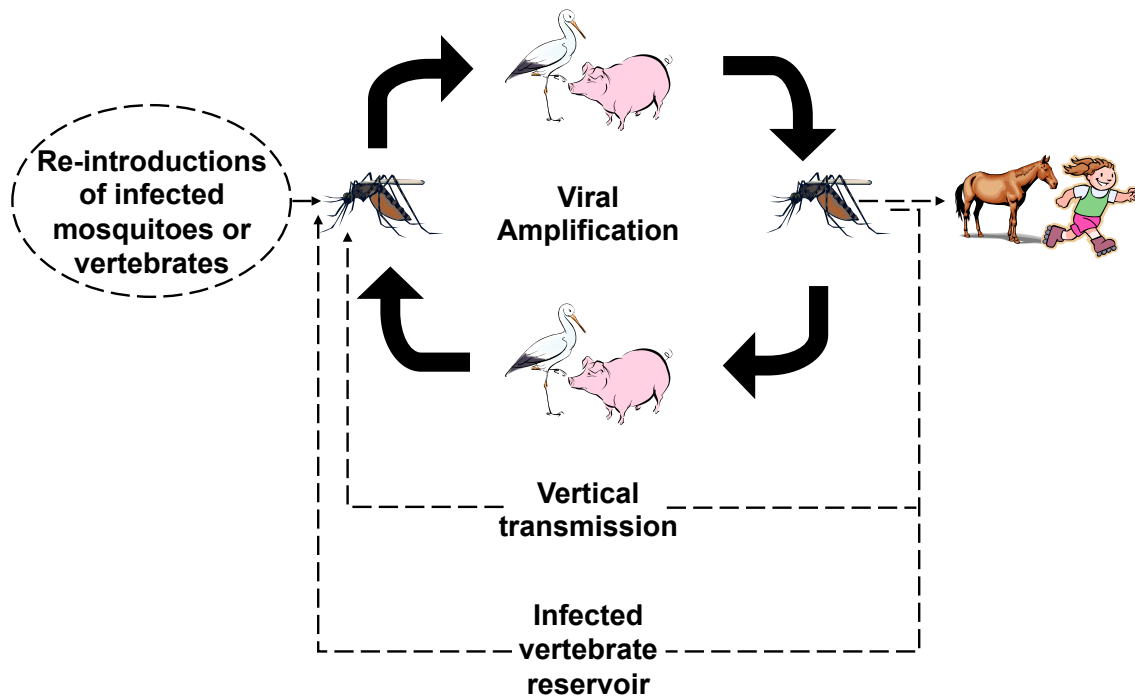 Re-introductions
of infected
mosquitoes or
vertebrates
Viral
Amplification
Vertical
transmission
Infected
vertebrate
reservoir